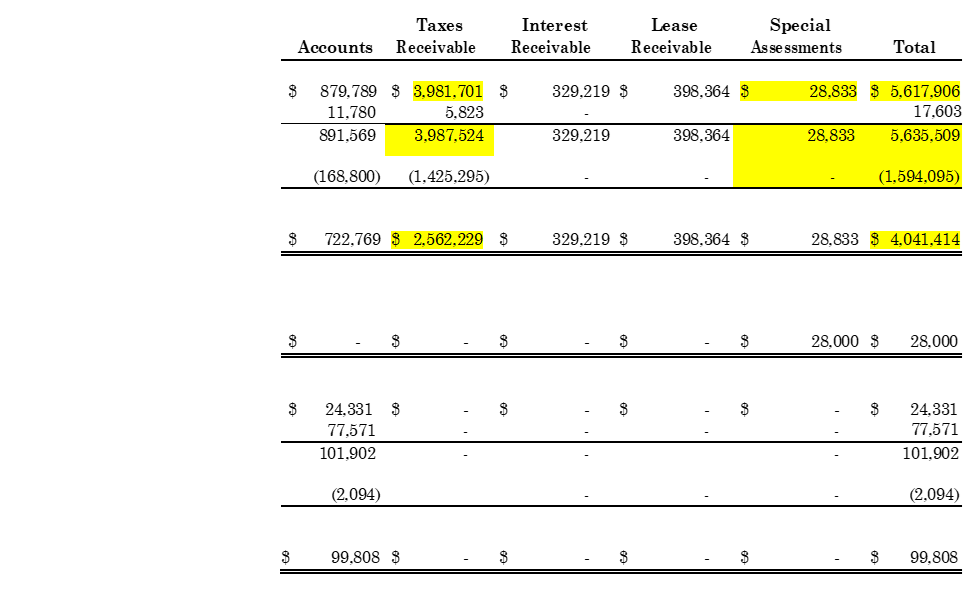 Taxes Interest Lease Special
Accounts Receivable Receivable Receivable Assessments Total
$ 879,789 $ 3,981,701 $ 329,219 $ 398,364 $ 28,833 $ 5,617,906
11,780 5,823 - 17,603
891,569 3,987,524 329,219 398,364 28,833 5,635,509
(168,800) (1,425,295) - - - (1,594,095)
$ 722,769 $ 2,562,229 $ 329,219 $ 398,364 $ 28,833 $ 4,041,414
$ - $ - $ - $ - $ 28,000 $ 28,000
$ 24,331 $ - $ - $ - $ - $ 24,331
77,571 - - - - 77,571
101,902 - - - 101,902
(2,094) - - - (2,094)
$ 99,808 $ - $ - $ - $ - $ 99,808